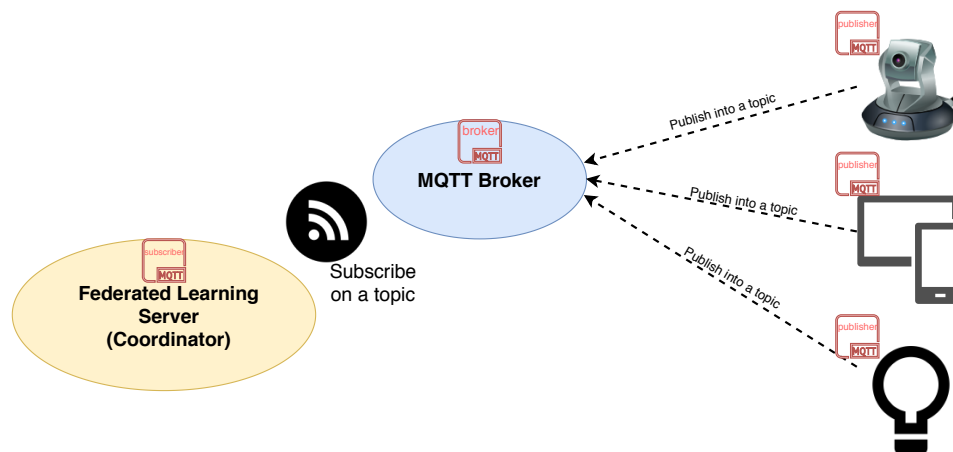 publisher
MQTT
Publish into a topic
broker
MQTT
MQTT Broker
publisher
MQTT
Publish into a topic
subscriber
MQTT
Subscribe
on a topic
Federated Learning
Server
(Coordinator)
Publish into a topic
publisher
MQTT